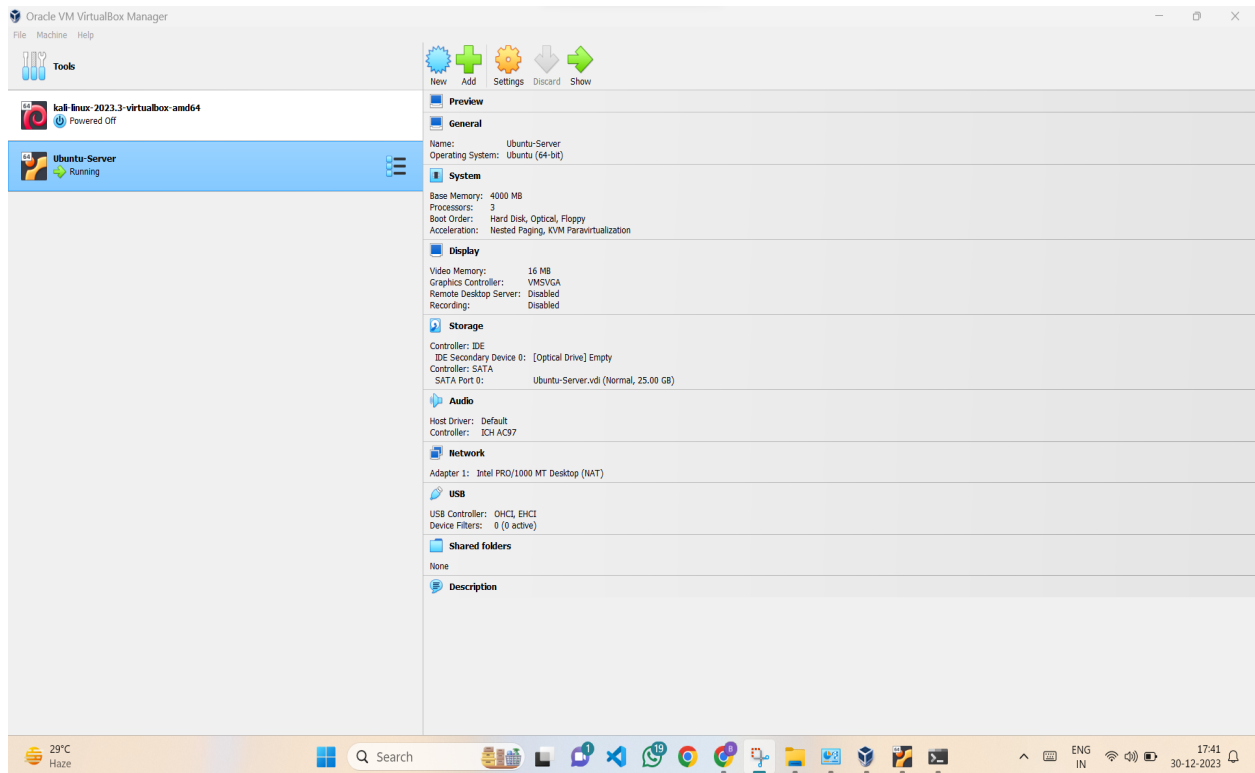 Oracle VM VirtualBox Manager
File Machine Help
Tools
New Add Settings Discard Show
64
kali-linux-2023.3-virtualbox-amd64
Powered Off
64
Ubuntu-Server
Running
Preview
General
Name: Ubuntu-Server
Operating System: Ubuntu (64-bit)
System
Base Memory: 4000 MB
Processors: 3
Boot Order: Hard Disk, Optical, Floppy
Acceleration: Nested Paging, KVM Paravirtualization
Display
Video Memory: 16 MB
Graphics Controller: VMSVGA
Remote Desktop Server: Disabled
Recording: Disabled
Storage
Controller: IDE
IDE Secondary Device 0: [Optical Drive] Empty
Controller: SATA
SATA Port 0: Ubuntu-Server.vdi (Normal, 25.00 GB)
Audio
Host Driver: Default
Controller: ICH AC97
Network
Adapter 1: Intel PRO/1000 MT Desktop (NAT)
USB
USB Controller: OHCI, EHCI
Device Filters: 0 (0 active)
Shared folders
None
Description
29°C
Haze
Search
1
19
B
ENG
IN
17:41
30-12-2023